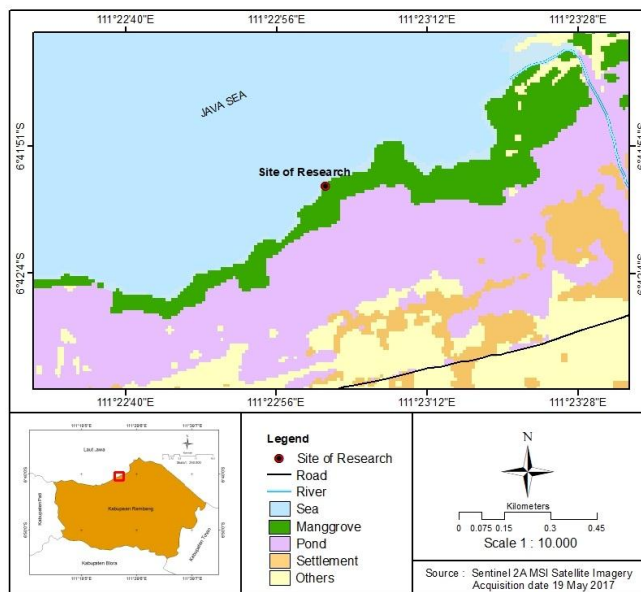 111°22'40"E 111°22'56"E 111°23'12"E 111°23'28"E
JAVA SEA
6°41'51"S
6°41'51"S
Site of Research
6°42'4"S
111°22'40"E 111°22'56"E 111°23'12"E 111°23'28"E
Laut Jawa
Kabupaten Pati
Kabupaten Rembang
Kabupaten Tuban
Kabupaten Blora
Legend
Site of Research
Road
River
Sea
Manggrove
Pond
Settlement
Others
N
Kilometers
0 0.075 0.15 0.3 0.45
Scale 1 : 10.000
Source : Sentinel 2A MSI Satellite Imagery
Acquisition date 19 May 2017